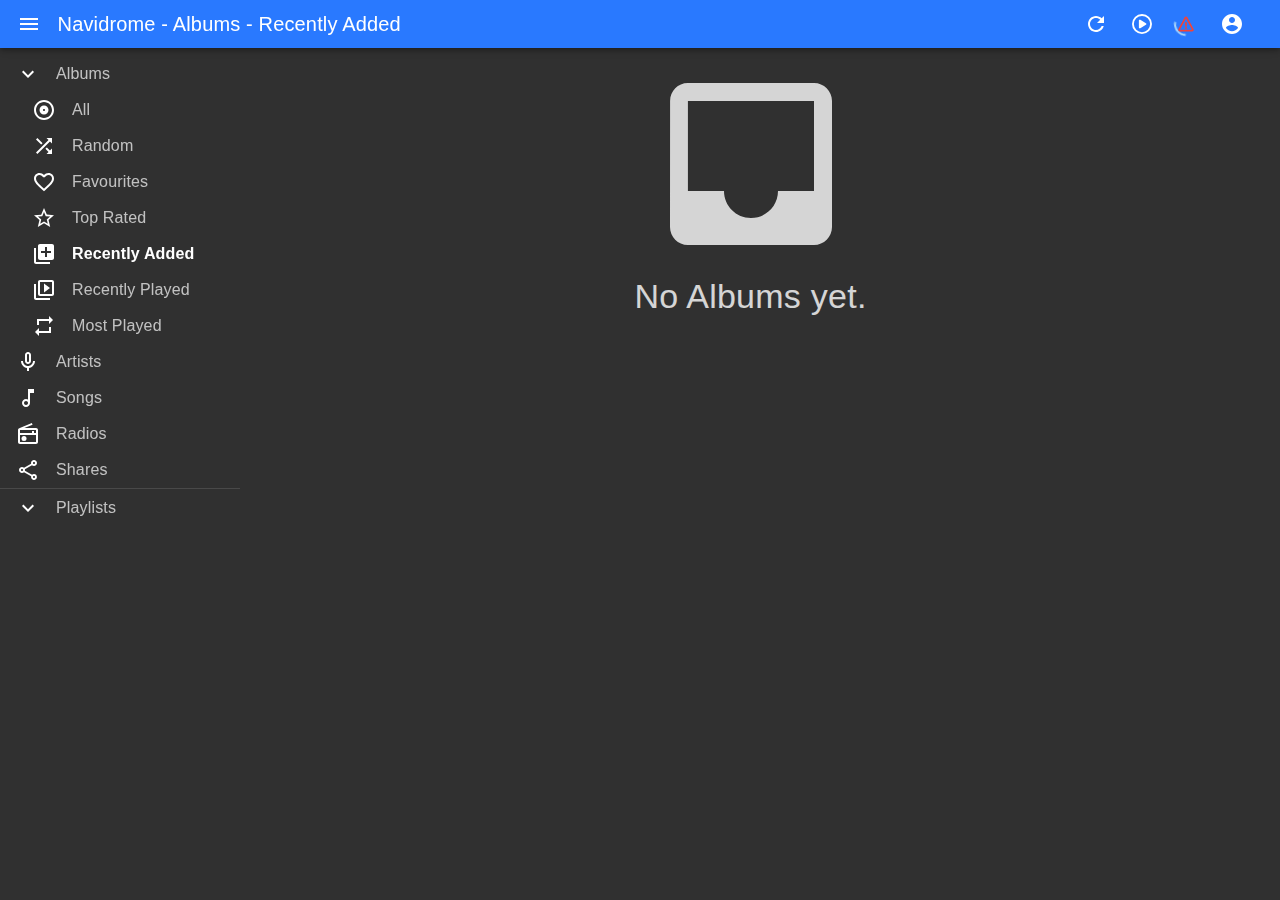 Navidrome - Albums - Recently Added
Albums
All
Random
Favourites
Top Rated
Recently Added
Recently Played
Most Played
Artists
Songs
Radios
Shares
Playlists
No Albums yet.